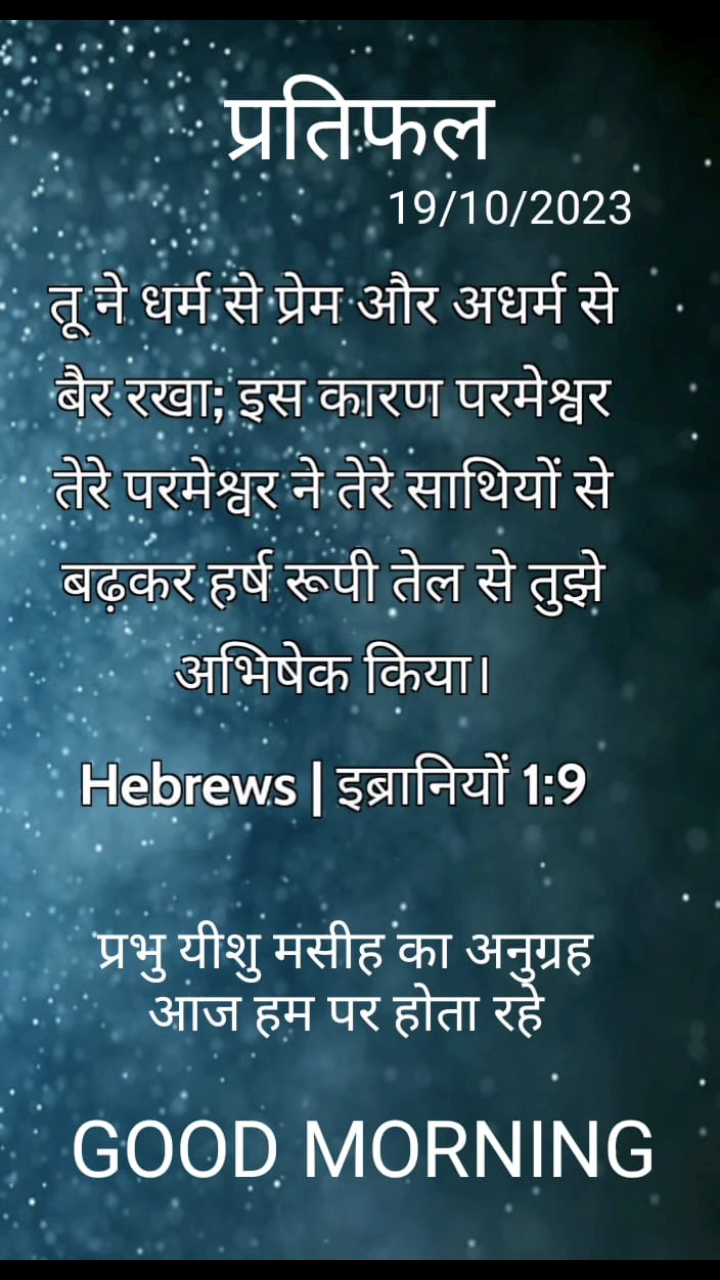 प्रतिफल
19/10/2023
तू ने धर्म से प्रेम और अधर्म से
बैर रखा; इस कारण परमेश्वर
तेरे परमेश्वर ने तेरे साथियों से
बढ़कर हर्ष रूपी तेल से तुझे
अभिषेक किया।
Hebrews | इब्रानियों 1:9
प्रभु यीशु मसीह का अनुग्रह
आज हम पर होता रहे
GOOD MORNING